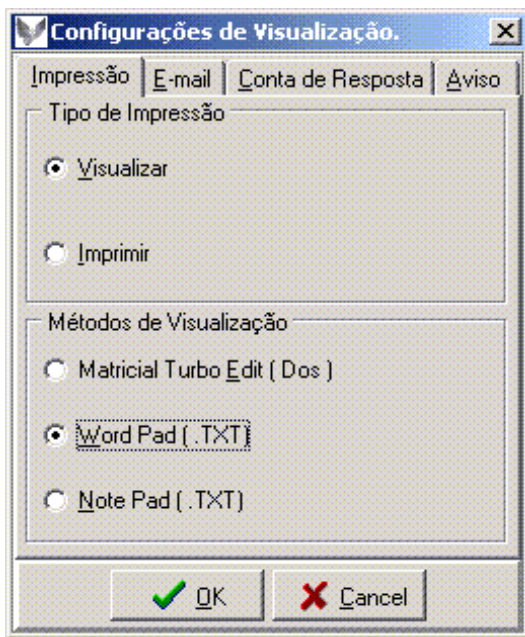 Configurações de Visualização.
Impressão E-mail Conta de Resposta Aviso
Tipo de Impressão
Visualizar
Imprimir
Métodos de Visualização
Matricial Turbo Edit ( Dos )
Word Pad ( .TXT)
Note Pad ( .TXT)
OK Cancel